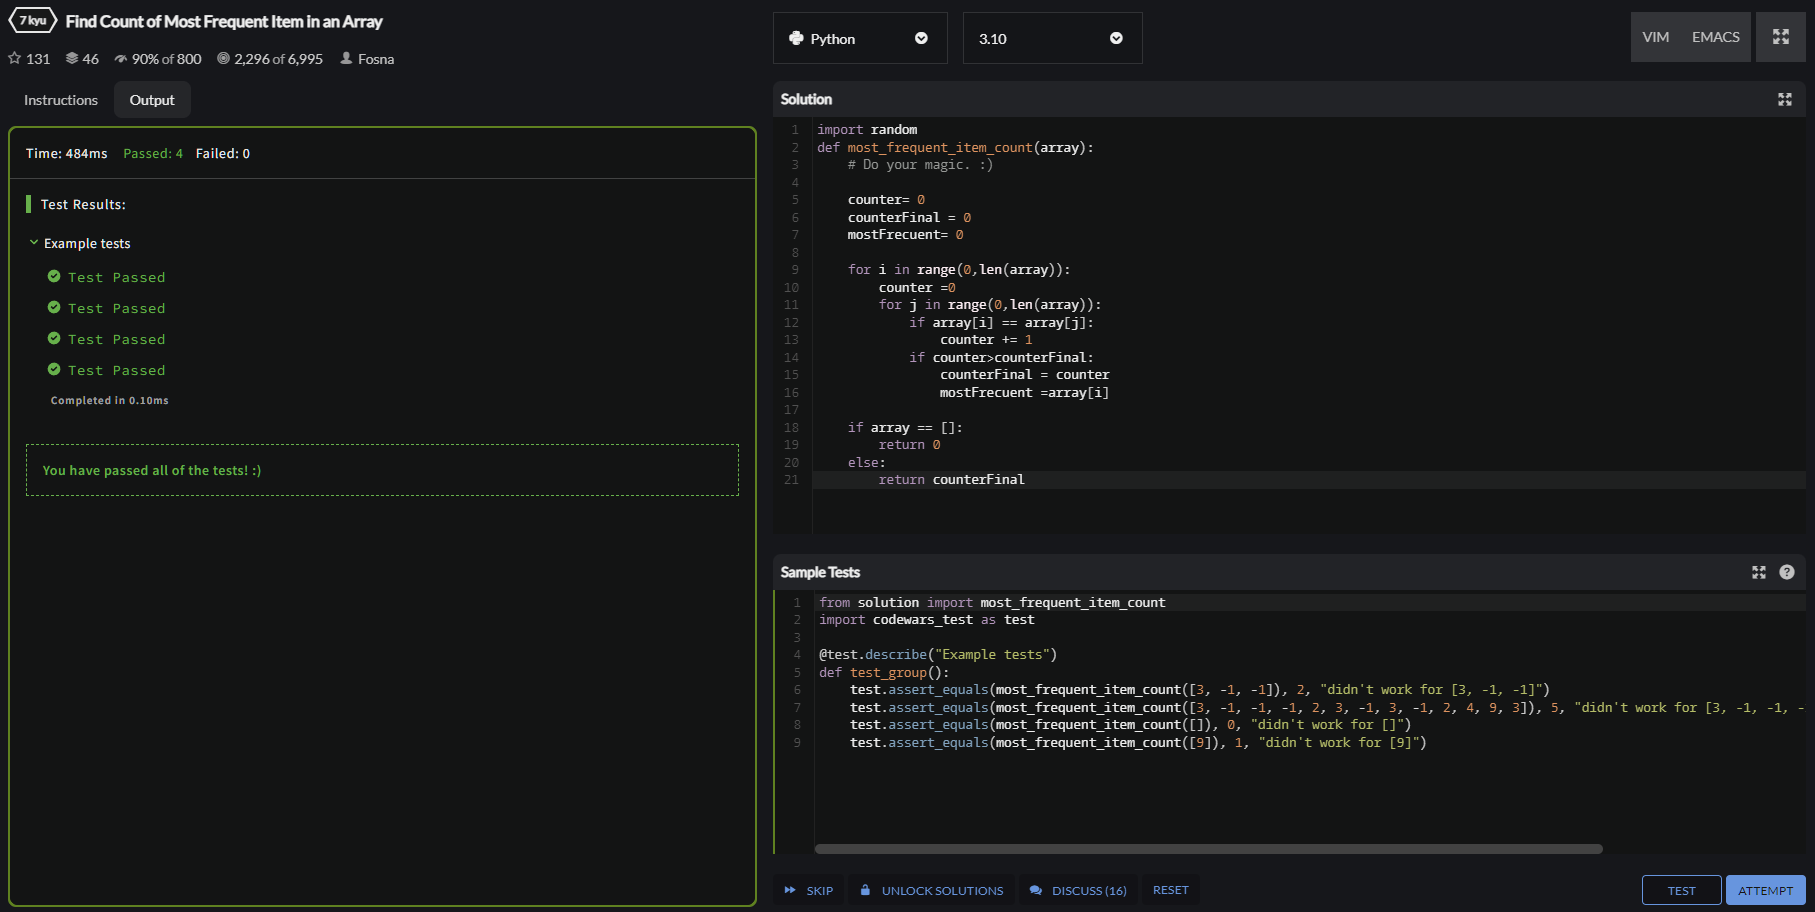 7 kyu Find Count of Most Frequent Item in an Array
131 46 90% of 800 2,296 of 6,995 Fosna
Instructions Output
Time: 484ms Passed: 4 Failed: 0
Test Results:
Example tests
Test Passed
Test Passed
Test Passed
Test Passed
Completed in 0.10ms
You have passed all of the tests! :)
Python 3.10 VIM EMACS
Solution
1 import random
2 def most_frequent_item_count(array):
3     # Do your magic. :)
4
5     counter= 0
6     counterFinal = 0
7     mostFrecuent= 0
8
9     for i in range(0,len(array)):
10         counter =0
11         for j in range(0,len(array)):
12             if array[i] == array[j]:
13                 counter += 1
14             if counter>counterFinal:
15                 counterFinal = counter
16                 mostFrecuent =array[i]
17
18     if array == []:
19         return 0
20     else:
21         return counterFinal
Sample Tests
1 from solution import most_frequent_item_count
2 import codewars_test as test
3
4 @test.describe("Example tests")
5 def test_group():
6     test.assert_equals(most_frequent_item_count([3, -1, -1]), 2, "didn't work for [3, -1, -1]")
7     test.assert_equals(most_frequent_item_count([3, -1, -1, -1, 2, 3, -1, 3, -1, 2, 4, 9, 3]), 5, "didn't work for [3, -1, -1, -
8     test.assert_equals(most_frequent_item_count([]), 0, "didn't work for []")
9     test.assert_equals(most_frequent_item_count([9]), 1, "didn't work for [9]")
SKIP UNLOCK SOLUTIONS DISCUSS (16) RESET TEST ATTEMPT